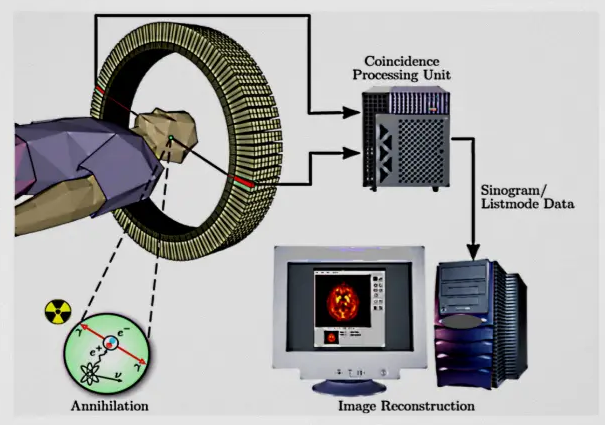 Coincidence
Processing Unit
Sinogram/
Listmode Data
γ
e⁻
e⁺
γ
ν
Annihilation
Image Reconstruction